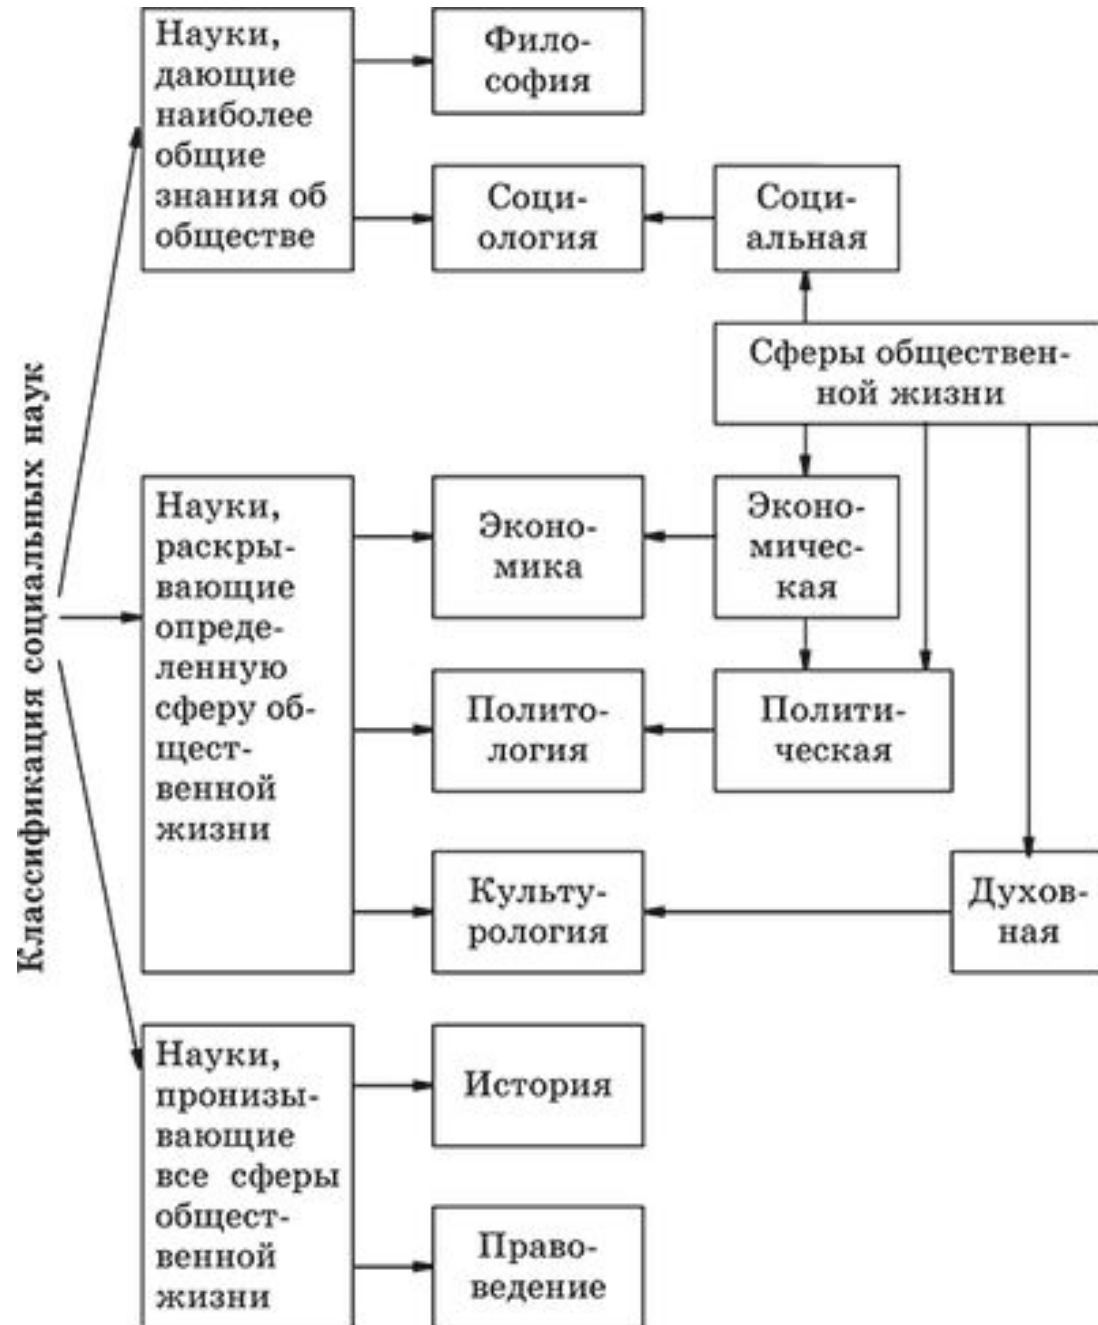 Классификация социальных наук
Науки,
дающие
наиболее
общие
знания об
обществе
Фило-
софия
Соци-
ология
Соци-
альная
Сферы обществен-
ной жизни
Науки,
раскры-
вающие
опреде-
ленную
сферу об-
щест-
венной
жизни
Эконо-
мика
Эконо-
мичес-
кая
Полито-
логия
Полити-
ческая
Культу-
рология
Духов-
ная
Науки,
пронизы-
вающие
все сферы
общест-
венной
жизни
История
Право-
ведение